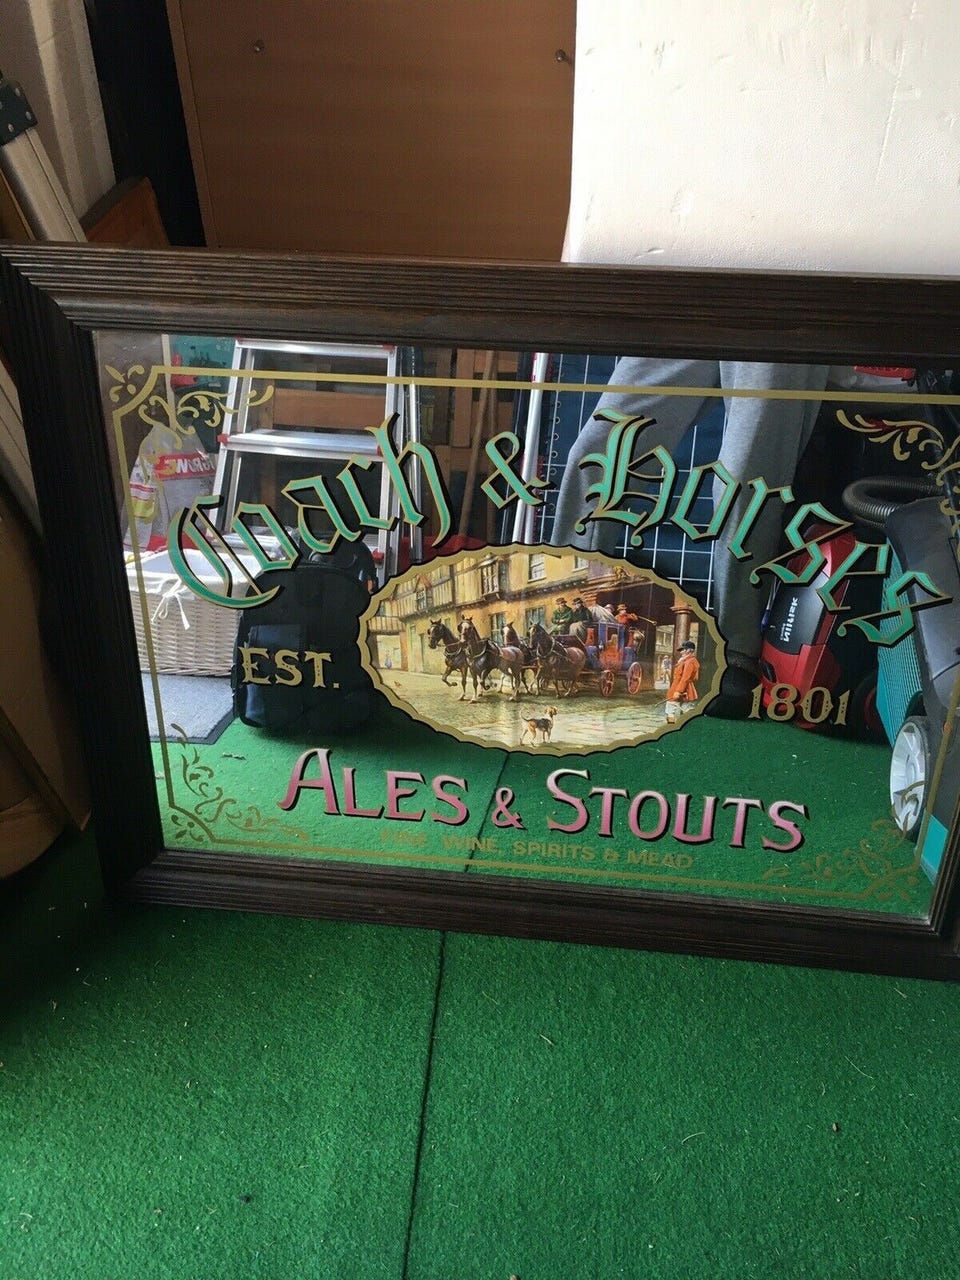 Coach & Horses
EST. 1801
ALES & STOUTS
FINE WINE, SPIRITS & MEAD